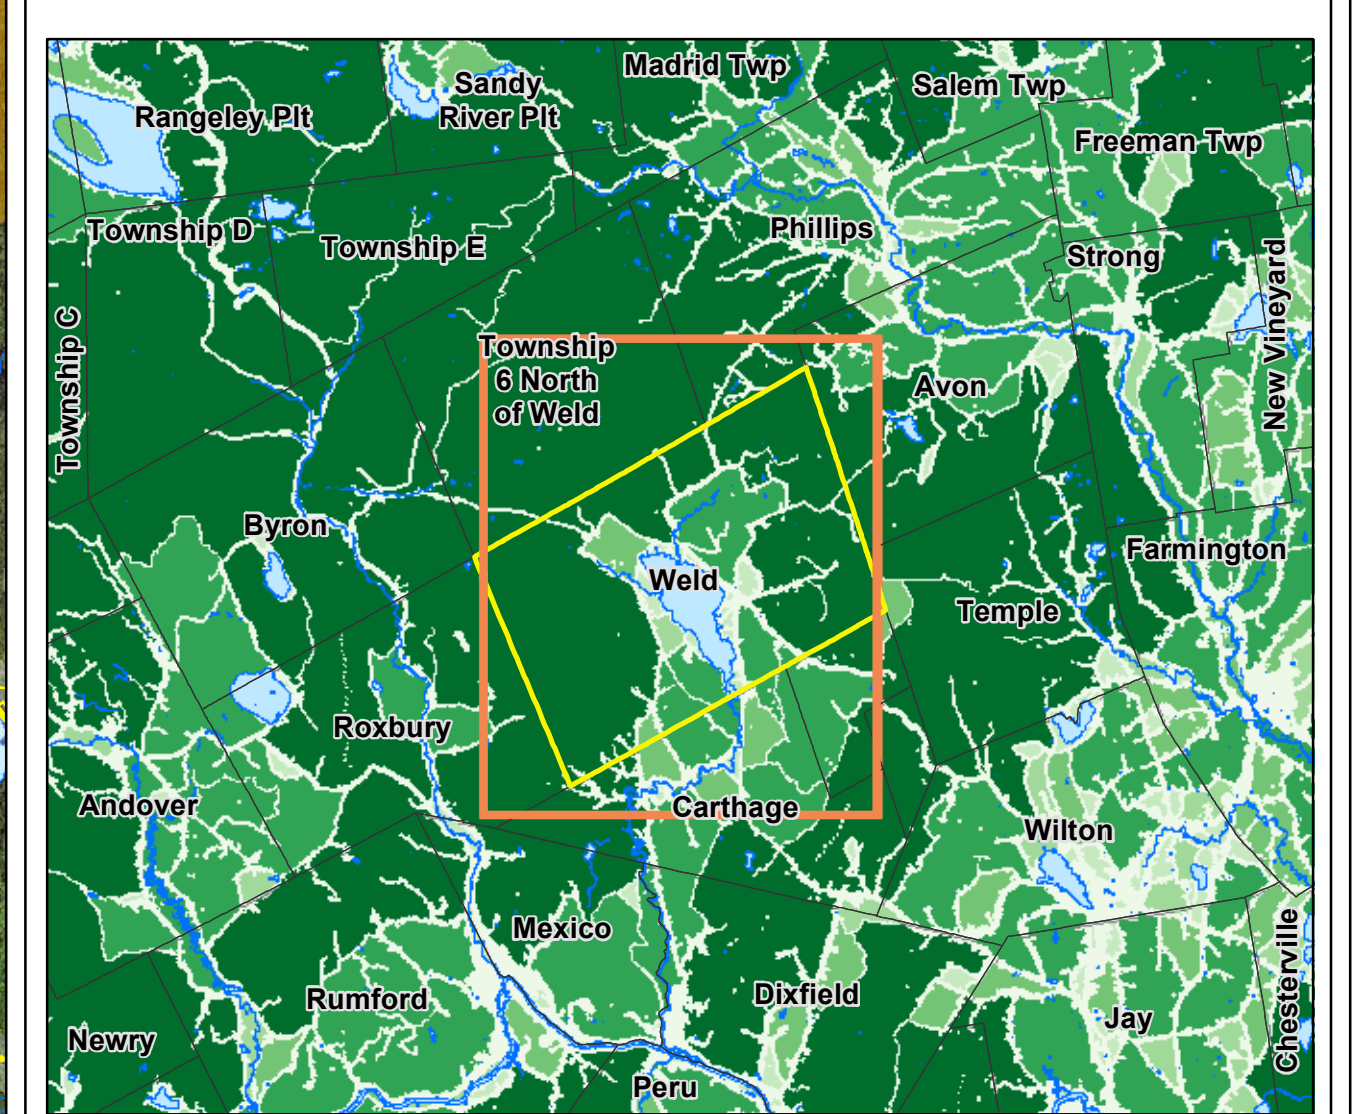 Madrid Twp
Sandy
River Plt
Salem Twp
Rangeley Plt
Freeman Twp
Township D
Township E
Phillips
Strong
New Vineyard
Township C
Township
6 North
of Weld
Avon
Byron
Farmington
Weld
Temple
Roxbury
Andover
Carthage
Wilton
Mexico
Chesterville
Rumford
Dixfield
Jay
Newry
Peru